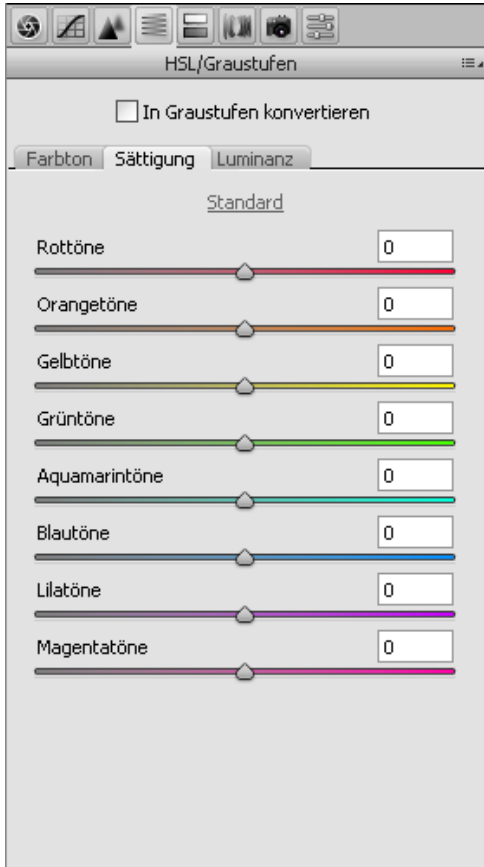 HSL/Graustufen
In Graustufen konvertieren
Farbton Sättigung Luminanz
Standard
Rottöne 0
Orangetöne 0
Gelbtöne 0
Grüntöne 0
Aquamarintöne 0
Blautöne 0
Lilatöne 0
Magentatöne 0